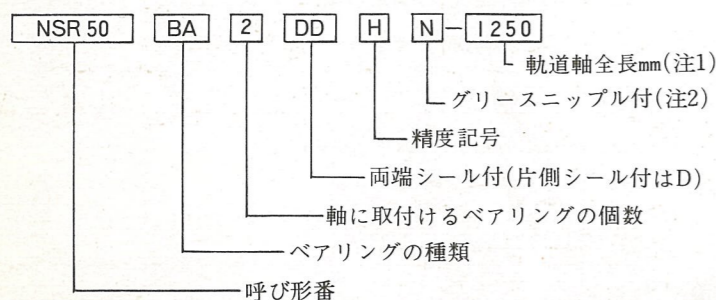 NSR 50 BA 2 DD H N－1250
軌道軸全長mm(注1)
グリースニップル付(注2)
精度記号
両端シール付(片側シール付はD)
軸に取付けるベアリングの個数
ベアリングの種類
呼び形番